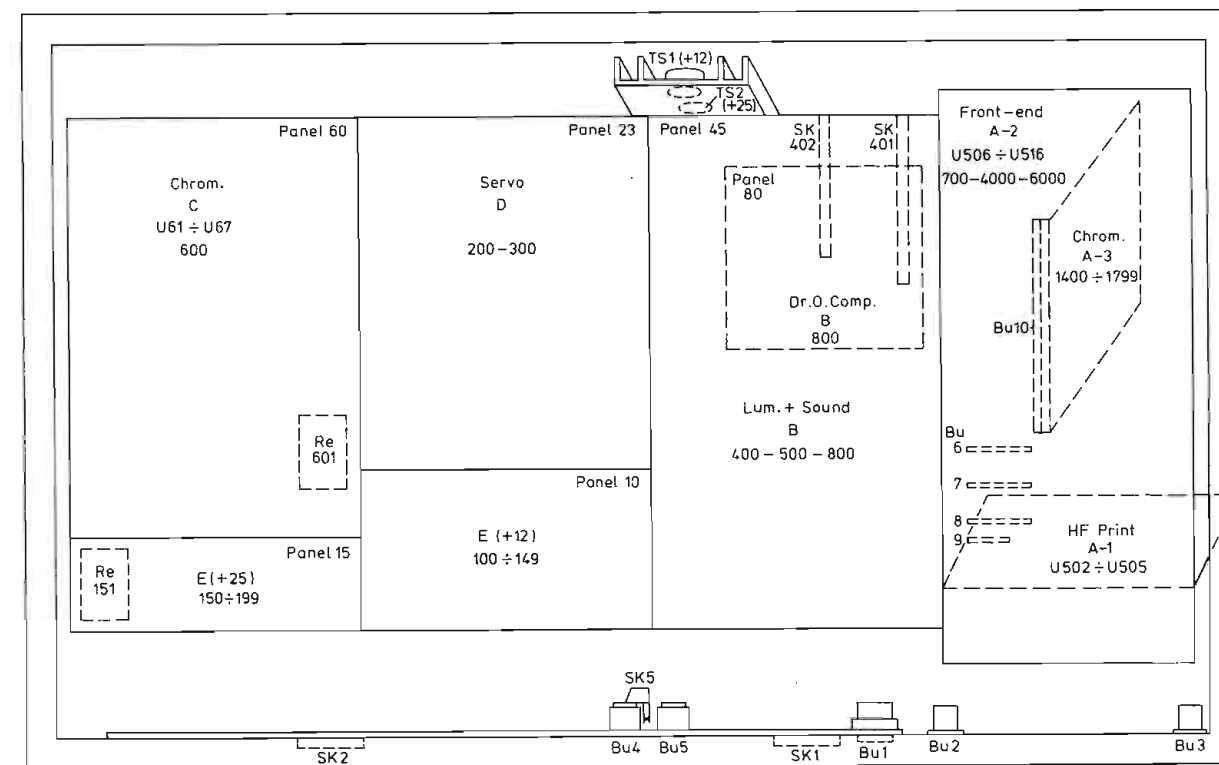 TS1 (+12)
TS2
(+25)
Panel 60
Chrom.
C
U61 ÷ U67
600
Re
601
Panel 23
Servo
D
200 – 300
Panel 45
SK
402
SK
401
Panel
80
Dr.O.Comp.
B
800
Lum. + Sound
B
400 – 500 – 800
Front – end
A-2
U506 ÷ U516
700-4000-6000
Chrom.
A-3
1400 ÷ 1799
Bu10
Bu
6
7
8
9
HF Print
A-1
U502 ÷ U505
Panel 10
E (+12)
100 ÷ 149
Panel 15
Re
151
E (+25)
150 ÷ 199
SK5
SK2
Bu4
Bu5
SK1
Bu1
Bu2
Bu3